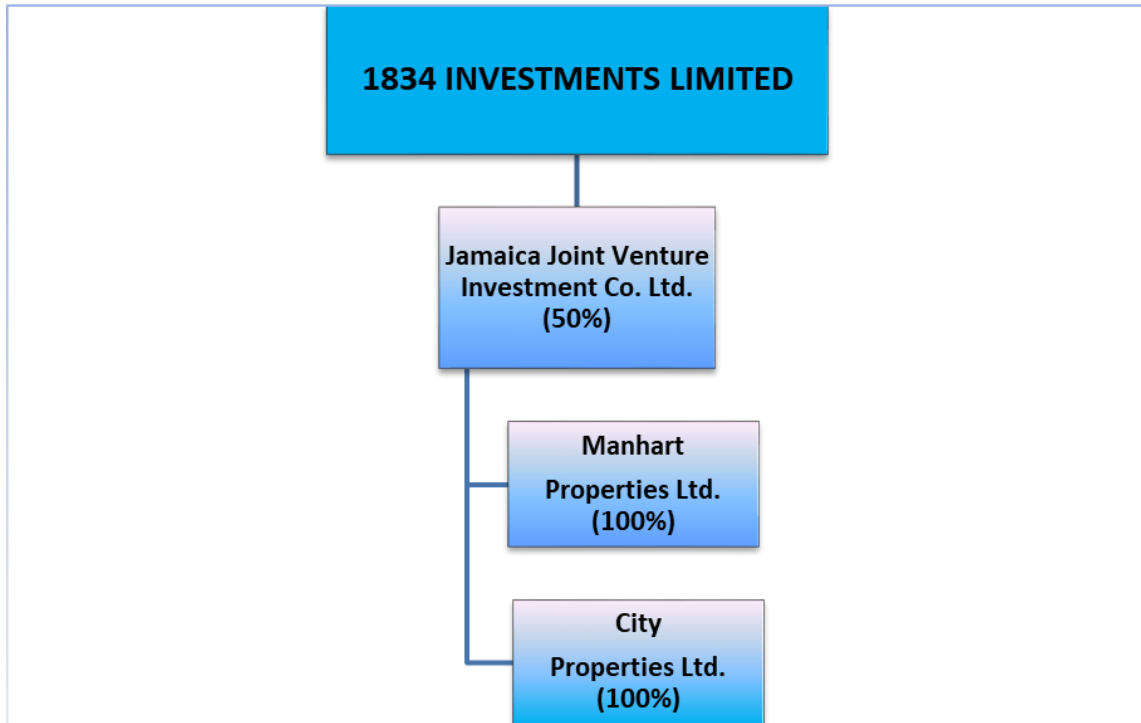 1834 INVESTMENTS LIMITED
Jamaica Joint Venture
Investment Co. Ltd.
(50%)
Manhart
Properties Ltd.
(100%)
City
Properties Ltd.
(100%)